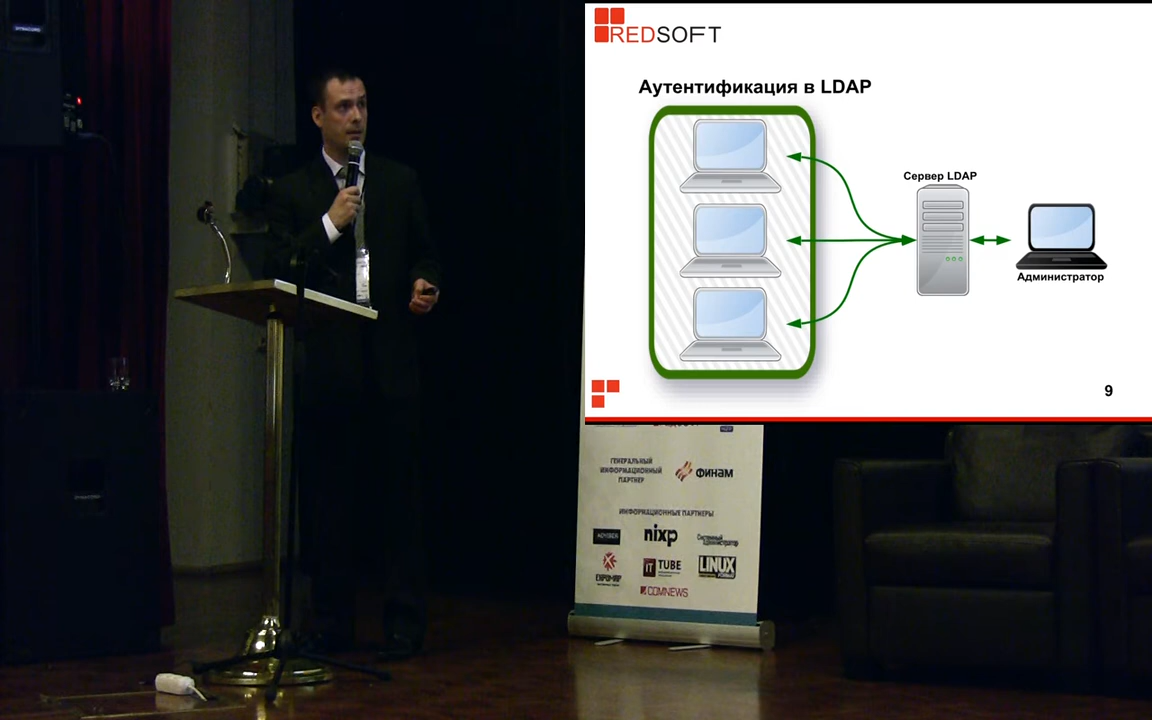 REDSOFT
Аутентификация в LDAP
Сервер LDAP
Администратор
9
ГЕНЕРАЛЬНЫЙ
ИНФОРМАЦИОННЫЙ
ПАРТНЕР
ФИНАМ
ИНФОРМАЦИОННЫЕ ПАРТНЕРЫ
nixp
Системный
администратор
IT TUBE
LINUX
COMNEWS